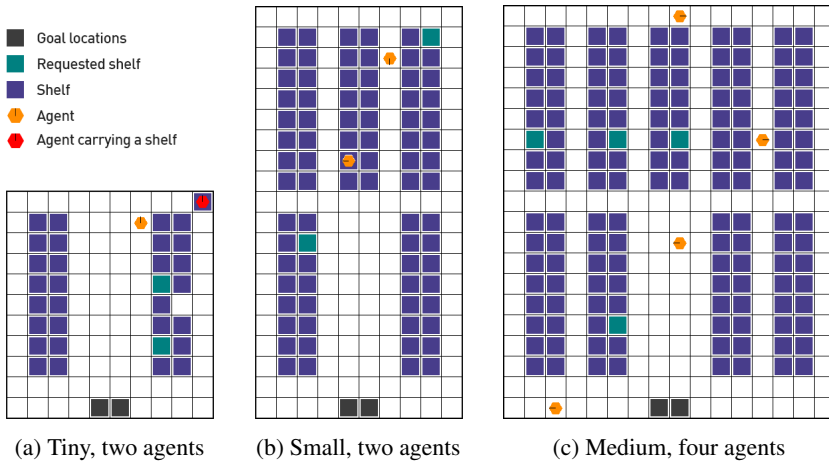 Goal locations
Requested shelf
Shelf
Agent
Agent carrying a shelf
(a) Tiny, two agents
(b) Small, two agents
(c) Medium, four agents